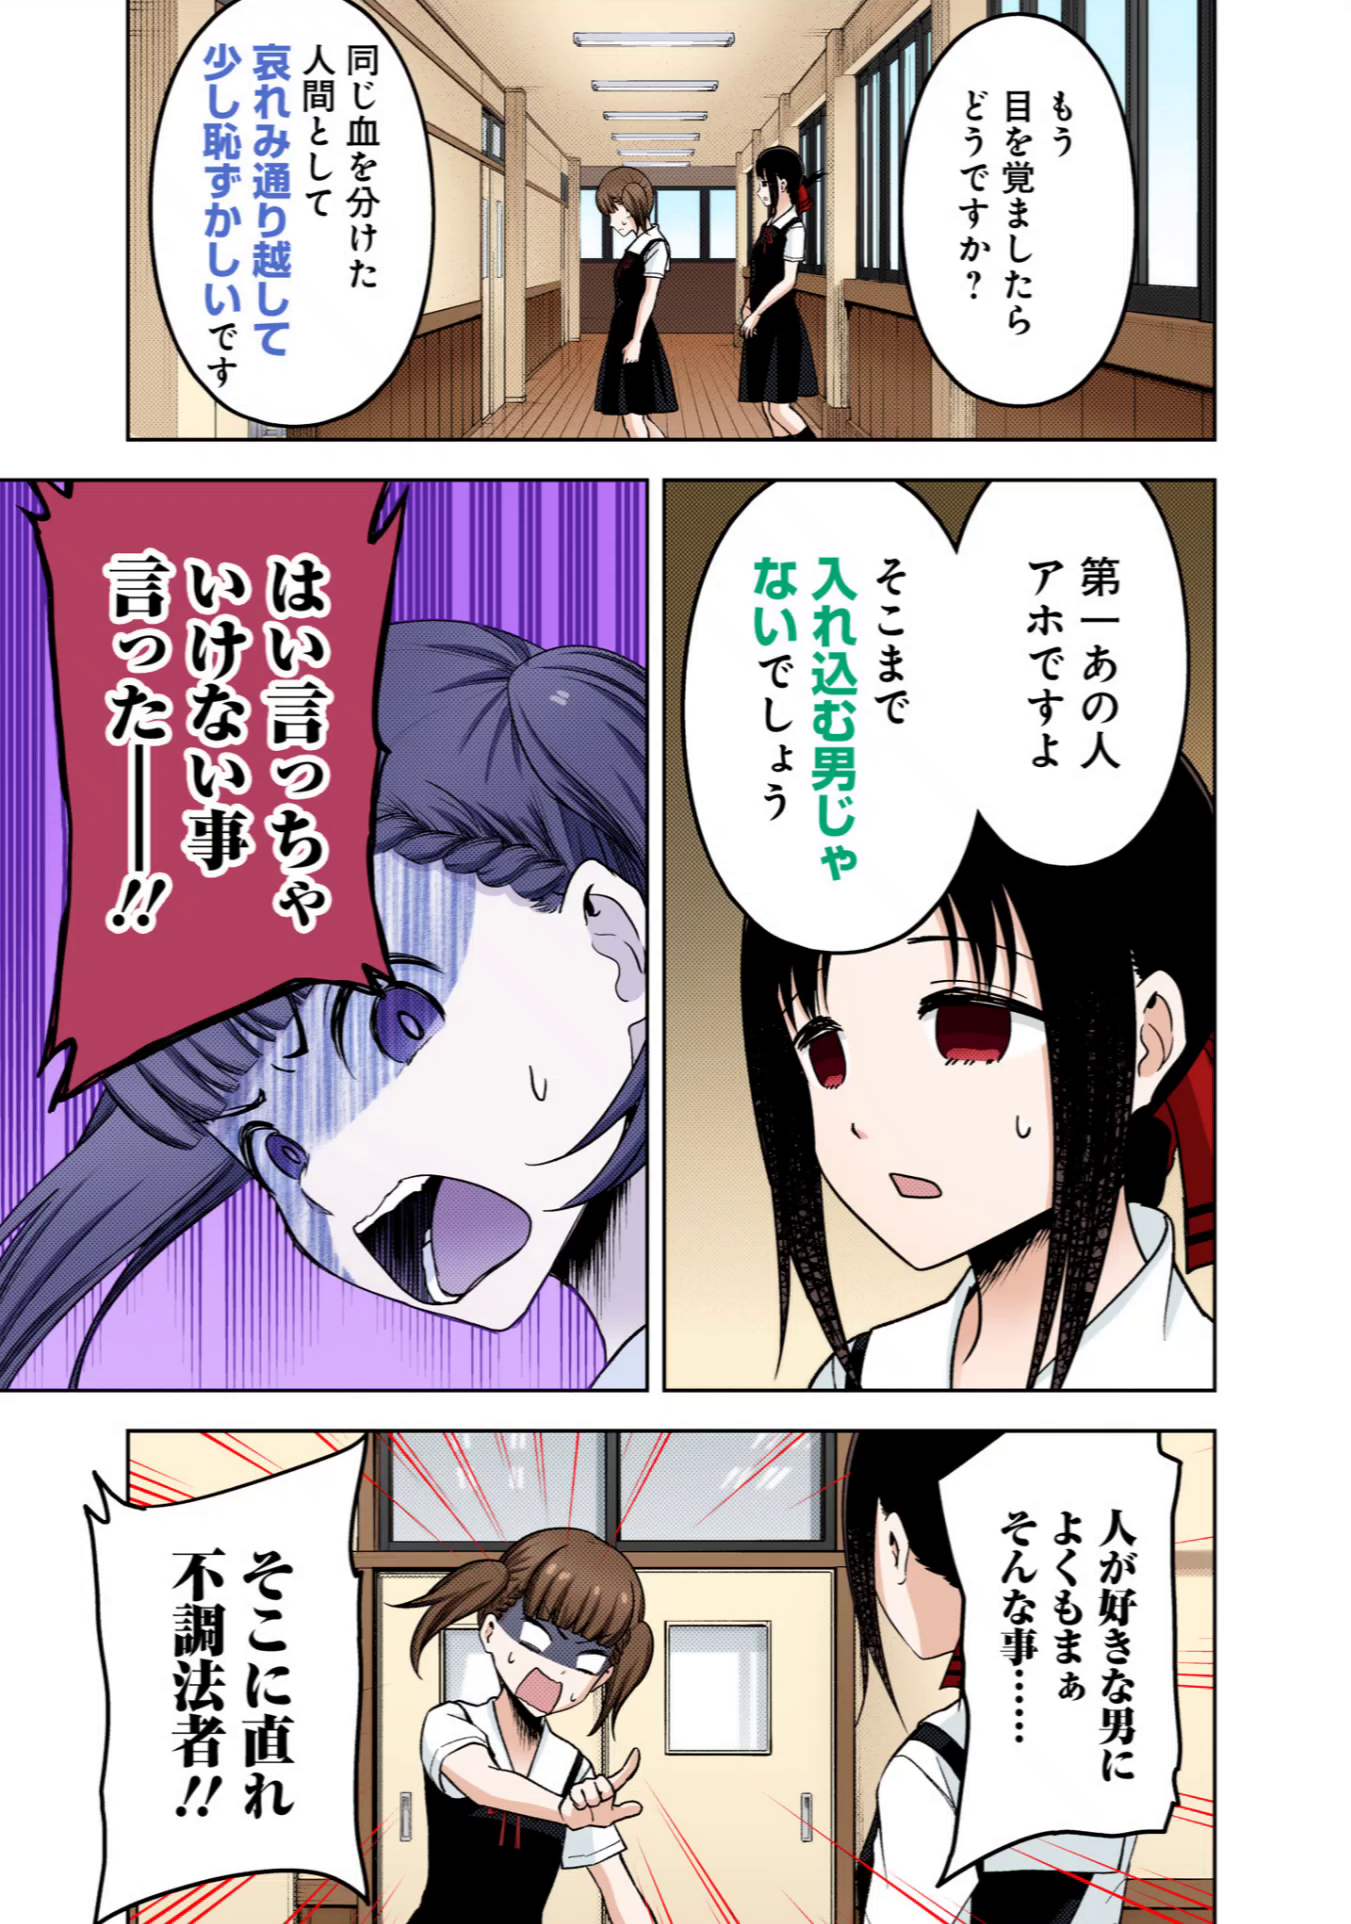 もう
目を覚ましたら
どうですか？
同じ血を分けた
人間として
哀れみ通り越して
少し恥ずかしいです
第一あの人
アホですよ
そこまで
入れ込む男じゃ
ないでしょう
はい言っちゃ
いけない事
言った――!!
人が好きな男に
よくもまぁ
そんな事……
そこに直れ
不調法者!!